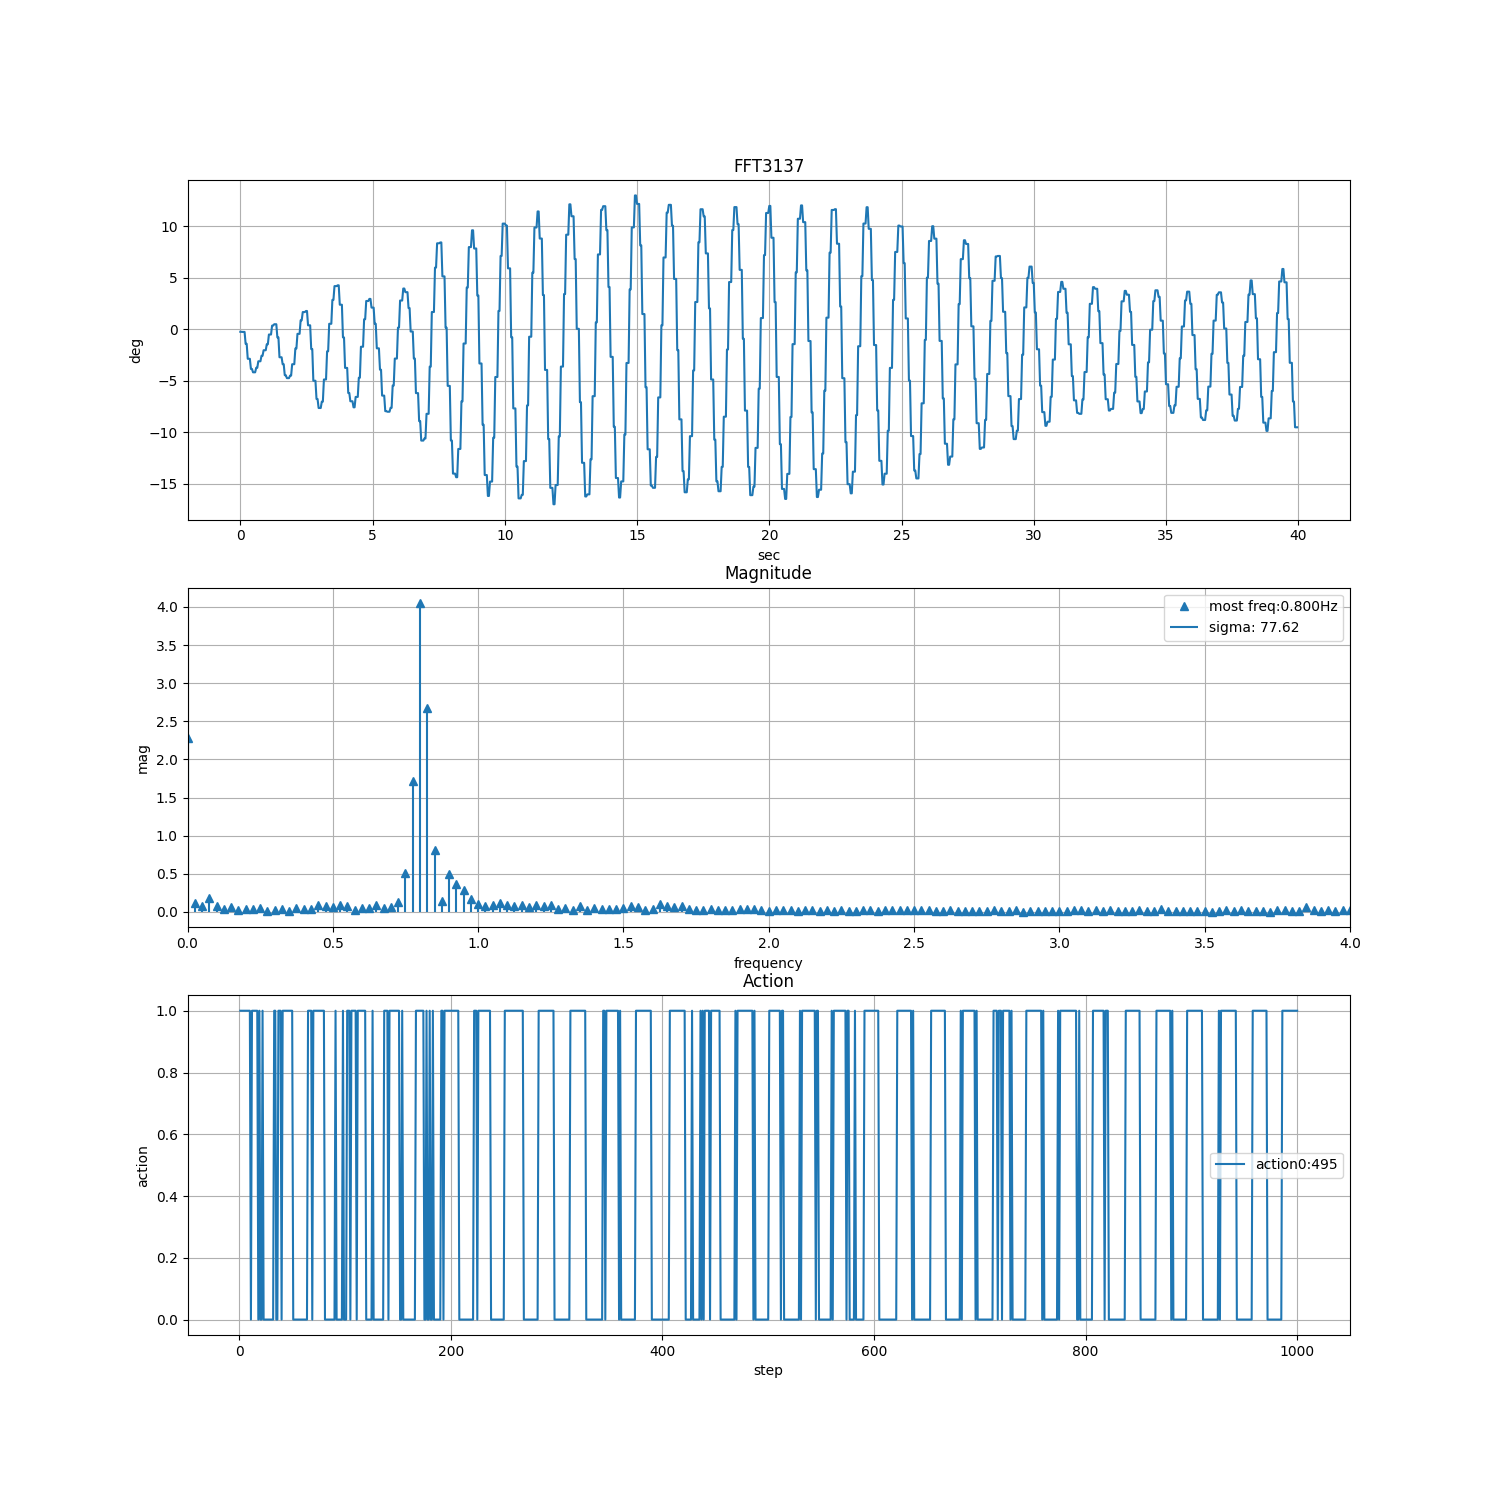 FFT3137
10
5
0
−5
−10
−15
deg
0 5 10 15 20 25 30 35 40
sec
Magnitude
4.0
3.5
3.0
2.5
2.0
1.5
1.0
0.5
0.0
mag
most freq:0.800Hz
sigma: 77.62
0.0 0.5 1.0 1.5 2.0 2.5 3.0 3.5 4.0
frequency
Action
1.0
0.8
0.6
0.4
0.2
0.0
action
action0:495
0 200 400 600 800 1000
step